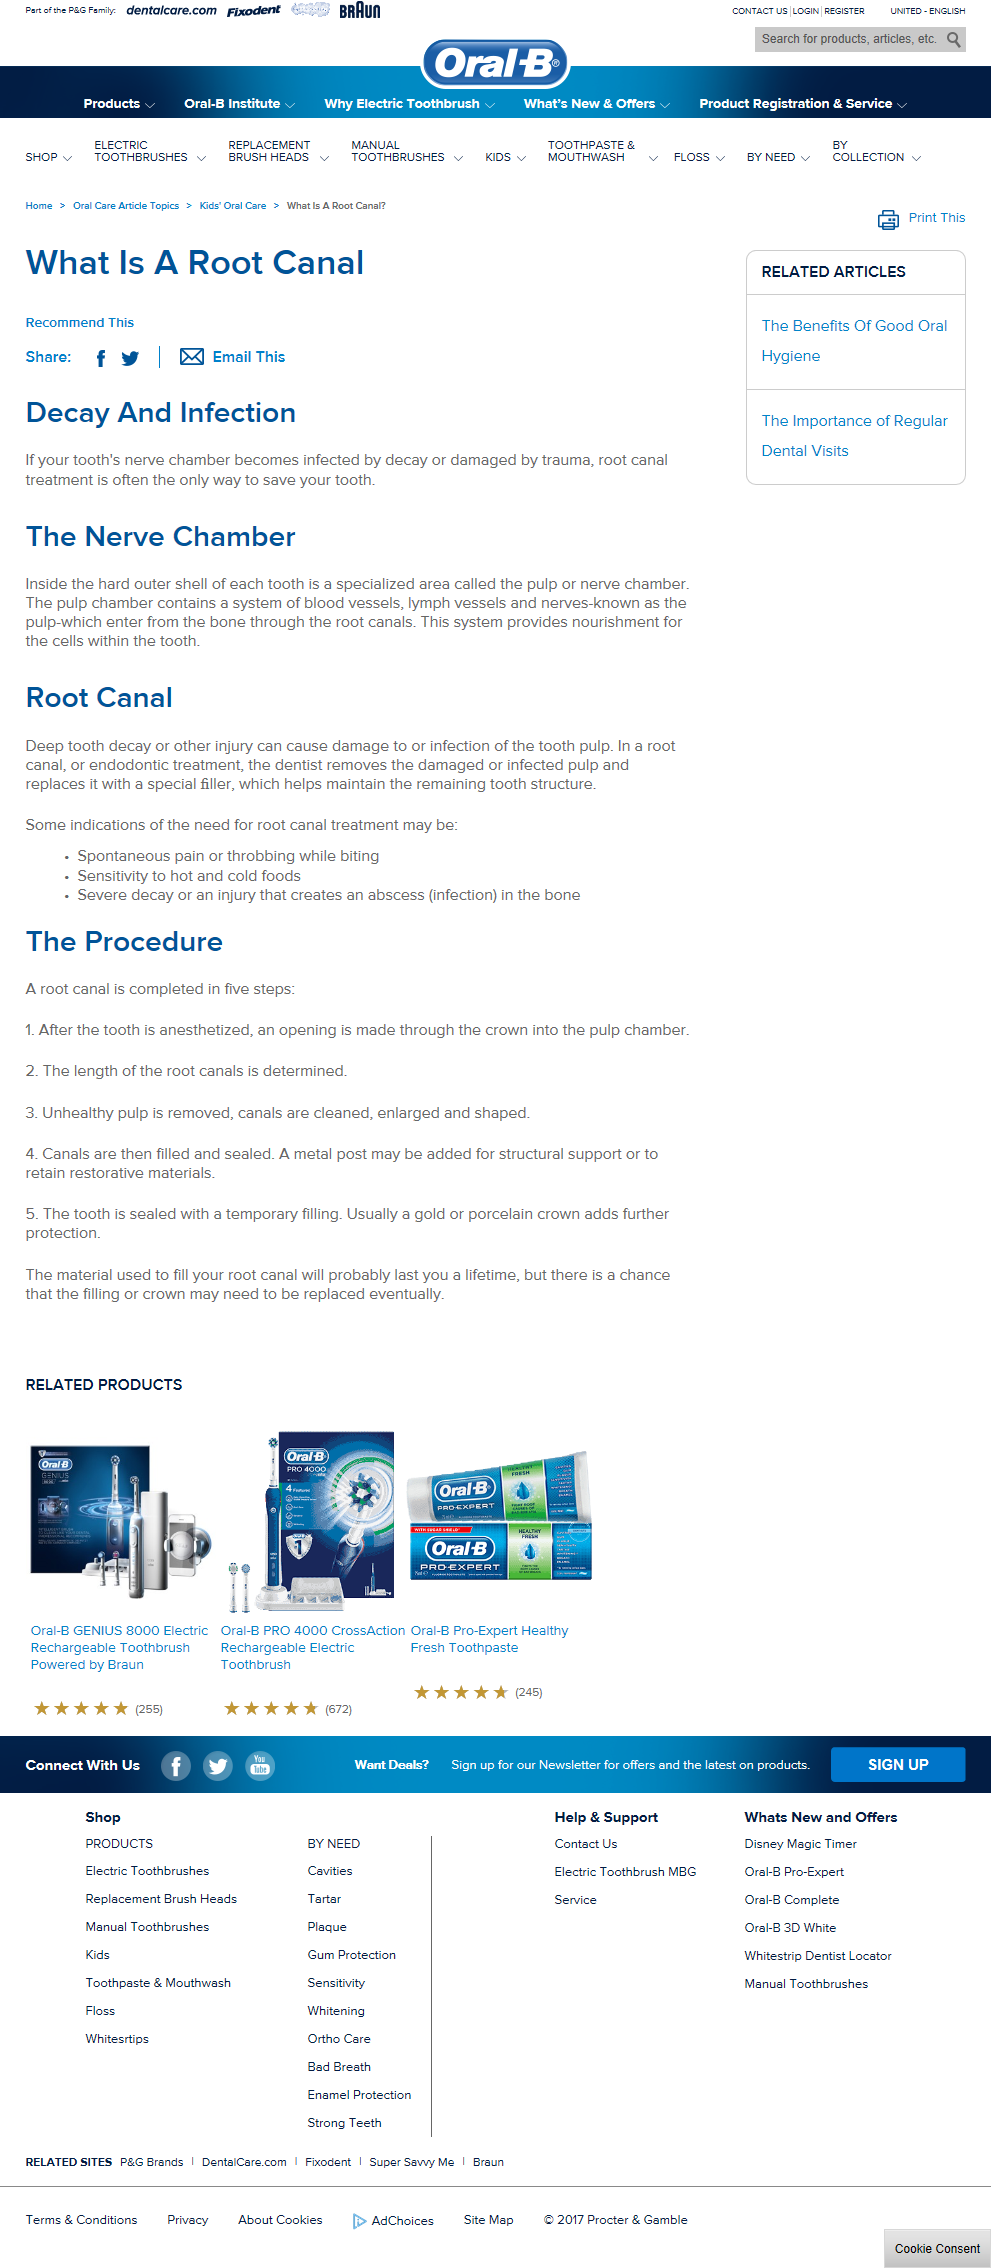 Part of the P&G Family: dentalcare.com Fixodent BRAUN
CONTACT US | LOGIN | REGISTER UNITED - ENGLISH
Search for products, articles, etc.
Oral-B®
Products Oral-B Institute Why Electric Toothbrush What's New & Offers Product Registration & Service
SHOP ELECTRIC TOOTHBRUSHES REPLACEMENT BRUSH HEADS MANUAL TOOTHBRUSHES KIDS TOOTHPASTE & MOUTHWASH FLOSS BY NEED BY COLLECTION
Home > Oral Care Article Topics > Kids' Oral Care > What Is A Root Canal?
Print This
What Is A Root Canal
Recommend This
Share: Email This
RELATED ARTICLES
The Benefits Of Good Oral
Hygiene
The Importance of Regular
Dental Visits
Decay And Infection
If your tooth's nerve chamber becomes infected by decay or damaged by trauma, root canal
treatment is often the only way to save your tooth.
The Nerve Chamber
Inside the hard outer shell of each tooth is a specialized area called the pulp or nerve chamber.
The pulp chamber contains a system of blood vessels, lymph vessels and nerves-known as the
pulp-which enter from the bone through the root canals. This system provides nourishment for
the cells within the tooth.
Root Canal
Deep tooth decay or other injury can cause damage to or infection of the tooth pulp. In a root
canal, or endodontic treatment, the dentist removes the damaged or infected pulp and
replaces it with a special filler, which helps maintain the remaining tooth structure.
Some indications of the need for root canal treatment may be:
• Spontaneous pain or throbbing while biting
• Sensitivity to hot and cold foods
• Severe decay or an injury that creates an abscess (infection) in the bone
The Procedure
A root canal is completed in five steps:
1. After the tooth is anesthetized, an opening is made through the crown into the pulp chamber.
2. The length of the root canals is determined.
3. Unhealthy pulp is removed, canals are cleaned, enlarged and shaped.
4. Canals are then filled and sealed. A metal post may be added for structural support or to
retain restorative materials.
5. The tooth is sealed with a temporary filling. Usually a gold or porcelain crown adds further
protection.
The material used to fill your root canal will probably last you a lifetime, but there is a chance
that the filling or crown may need to be replaced eventually.
RELATED PRODUCTS
Oral-B
GENIUS
Oral-B
PRO 4000
4 Features
#1
Oral-B
PRO-EXPERT
HEALTHY
FRESH
WITH SUGAR SHIELD
Oral-B
PRO-EXPERT
HEALTHY
FRESH
Oral-B GENIUS 8000 Electric
Rechargeable Toothbrush
Powered by Braun
(255)
Oral-B PRO 4000 CrossAction
Rechargeable Electric
Toothbrush
(672)
Oral-B Pro-Expert Healthy
Fresh Toothpaste
(245)
Connect With Us You Tube Want Deals? Sign up for our Newsletter for offers and the latest on products. SIGN UP
Shop
PRODUCTS
Electric Toothbrushes
Replacement Brush Heads
Manual Toothbrushes
Kids
Toothpaste & Mouthwash
Floss
Whitesrtips
BY NEED
Cavities
Tartar
Plaque
Gum Protection
Sensitivity
Whitening
Ortho Care
Bad Breath
Enamel Protection
Strong Teeth
Help & Support
Contact Us
Electric Toothbrush MBG
Service
Whats New and Offers
Disney Magic Timer
Oral-B Pro-Expert
Oral-B Complete
Oral-B 3D White
Whitestrip Dentist Locator
Manual Toothbrushes
RELATED SITES P&G Brands | DentalCare.com | Fixodent | Super Savvy Me | Braun
Terms & Conditions Privacy About Cookies AdChoices Site Map © 2017 Procter & Gamble
Cookie Consent